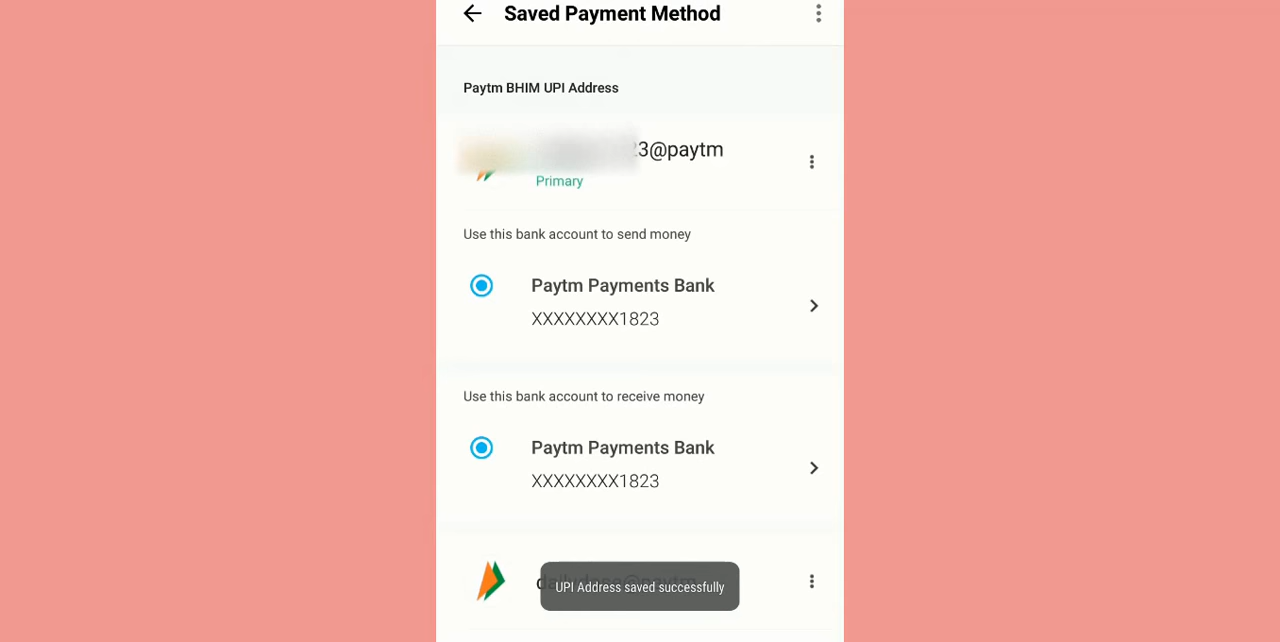 Saved Payment Method
Paytm BHIM UPI Address
3@paytm
Primary
Use this bank account to send money
Paytm Payments Bank
XXXXXXXX1823
Use this bank account to receive money
Paytm Payments Bank
XXXXXXXX1823
UPI Address saved successfully